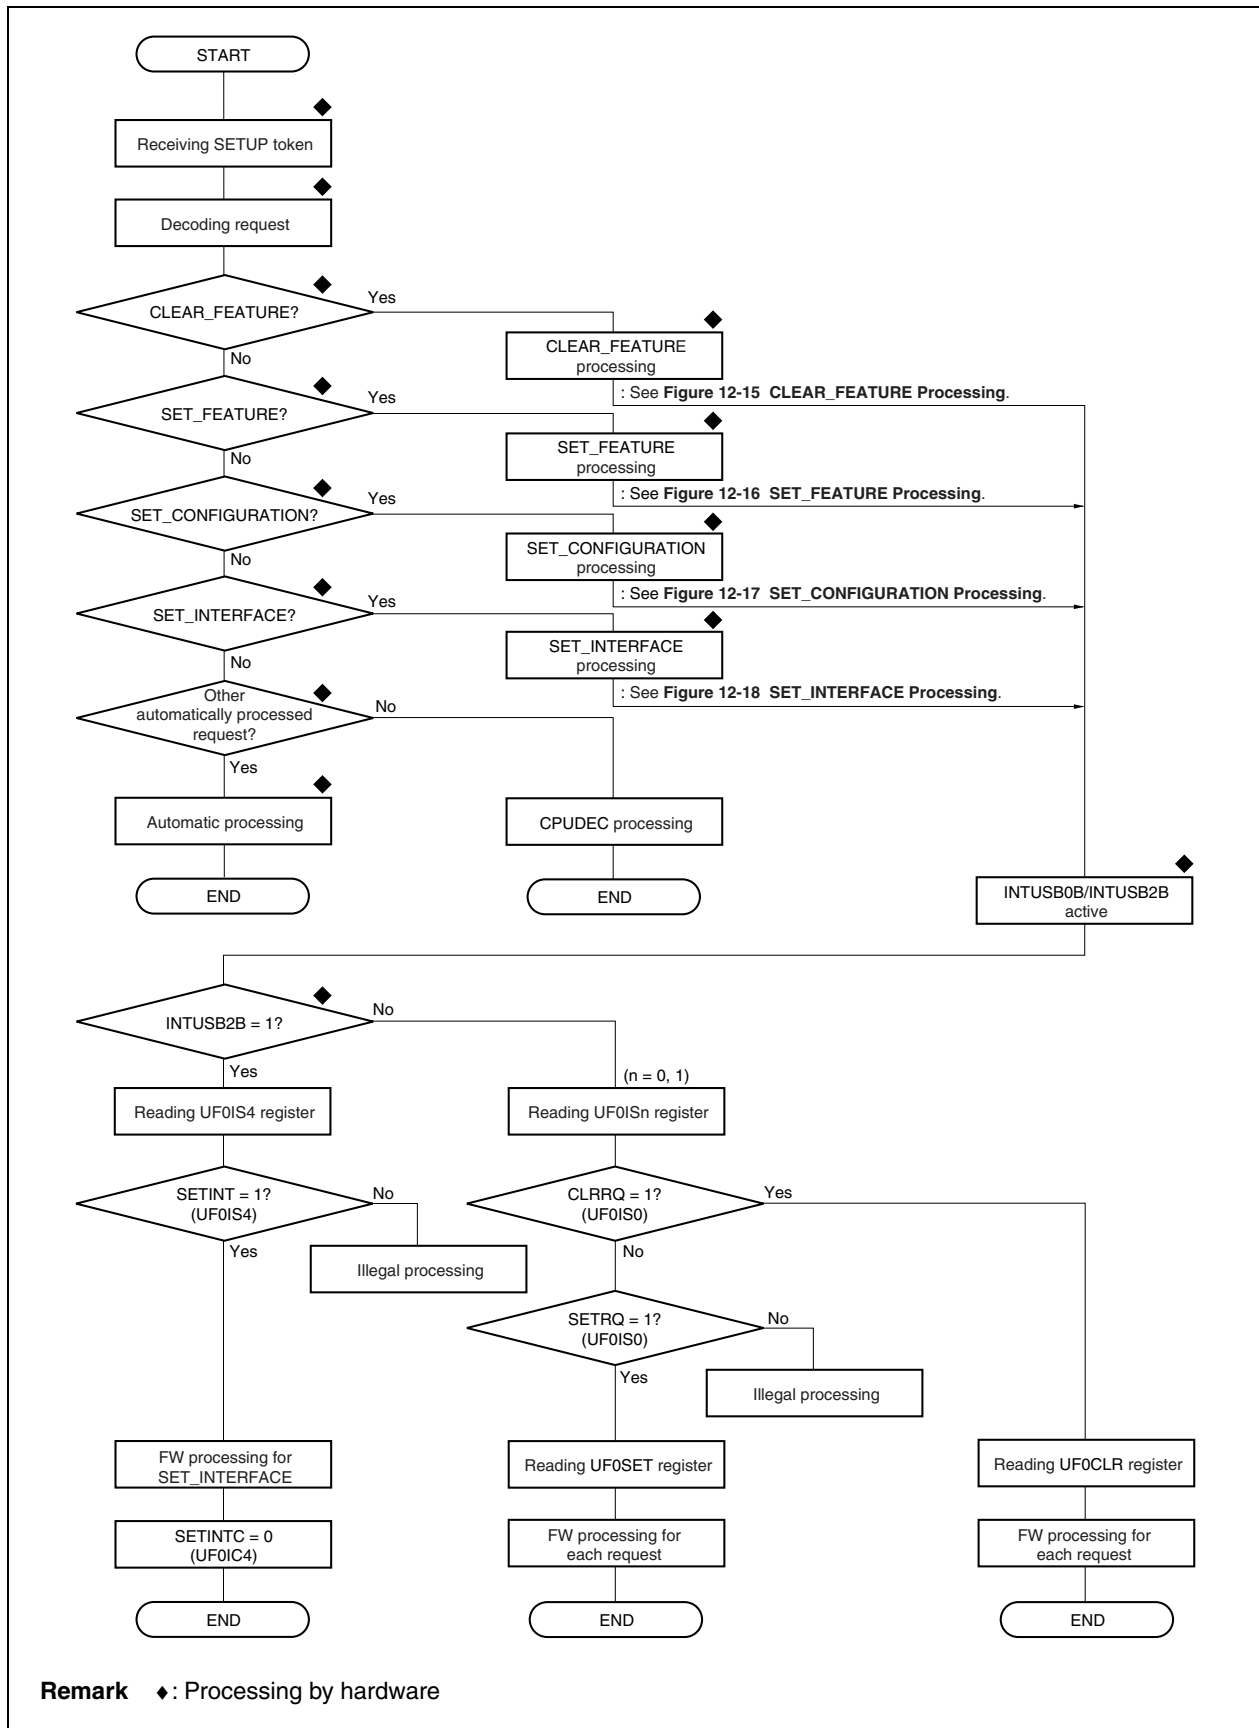 START
Receiving SETUP token
Decoding request
CLEAR_FEATURE?
Yes
No
CLEAR_FEATURE
processing
: See Figure 12-15 CLEAR_FEATURE Processing.
SET_FEATURE?
Yes
No
SET_FEATURE
processing
: See Figure 12-16 SET_FEATURE Processing.
SET_CONFIGURATION?
Yes
No
SET_CONFIGURATION
processing
: See Figure 12-17 SET_CONFIGURATION Processing.
SET_INTERFACE?
Yes
No
SET_INTERFACE
processing
: See Figure 12-18 SET_INTERFACE Processing.
Other
automatically processed
request?
No
Yes
Automatic processing
CPUDEC processing
END
END
INTUSB0B/INTUSB2B
active
INTUSB2B = 1?
No
Yes
(n = 0, 1)
Reading UF0IS4 register
Reading UF0ISn register
SETINT = 1?
(UF0IS4)
No
Yes
Illegal processing
CLRRQ = 1?
(UF0IS0)
Yes
No
SETRQ = 1?
(UF0IS0)
No
Yes
Illegal processing
FW processing for
SET_INTERFACE
Reading UF0SET register
Reading UF0CLR register
SETINTC = 0
(UF0IC4)
FW processing for
each request
FW processing for
each request
END
END
END
Remark ♦: Processing by hardware